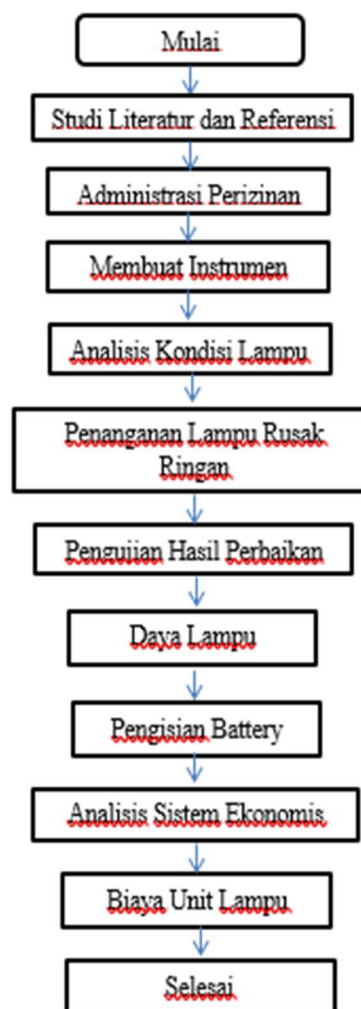 Mulai
Studi Literatur dan Referensi
Administrasi Perizinan
Membuat Instrumen
Analisis Kondisi Lampu
Penanganan Lampu Rusak
Ringan
Pengujian Hasil Perbaikan
Daya Lampu
Pengisian Battery
Analisis Sistem Ekonomis
Biaya Unit Lampu
Selesai